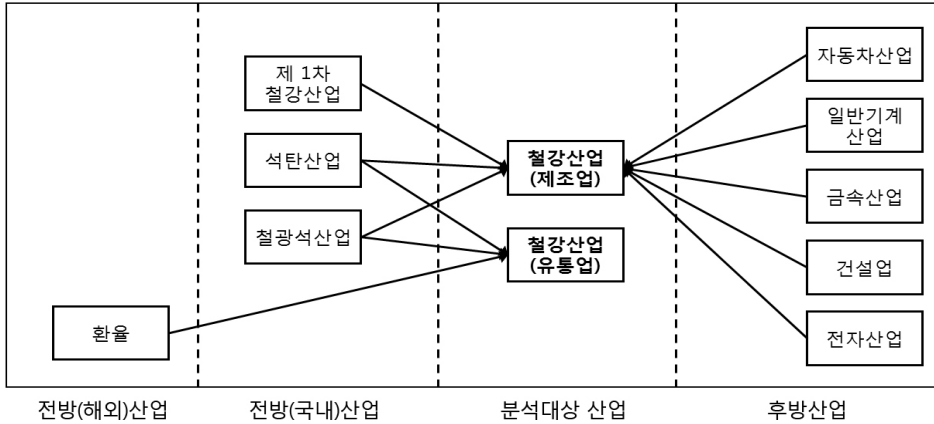 제 1차
철강산업
석탄산업
철광석산업
환율
철강산업
(제조업)
철강산업
(유통업)
자동차산업
일반기계
산업
금속산업
건설업
전자산업
전방(해외)산업
전방(국내)산업
분석대상 산업
후방산업